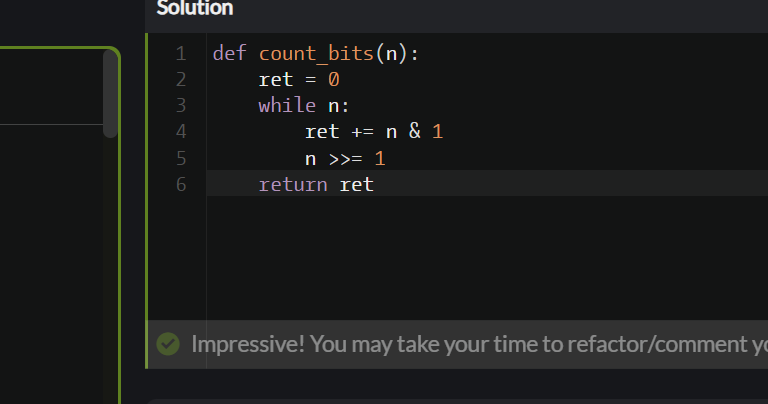 Solution
1 def count_bits(n):
2 ret = 0
3 while n:
4 ret += n & 1
5 n >>= 1
6 return ret
Impressive! You may take your time to refactor/comment